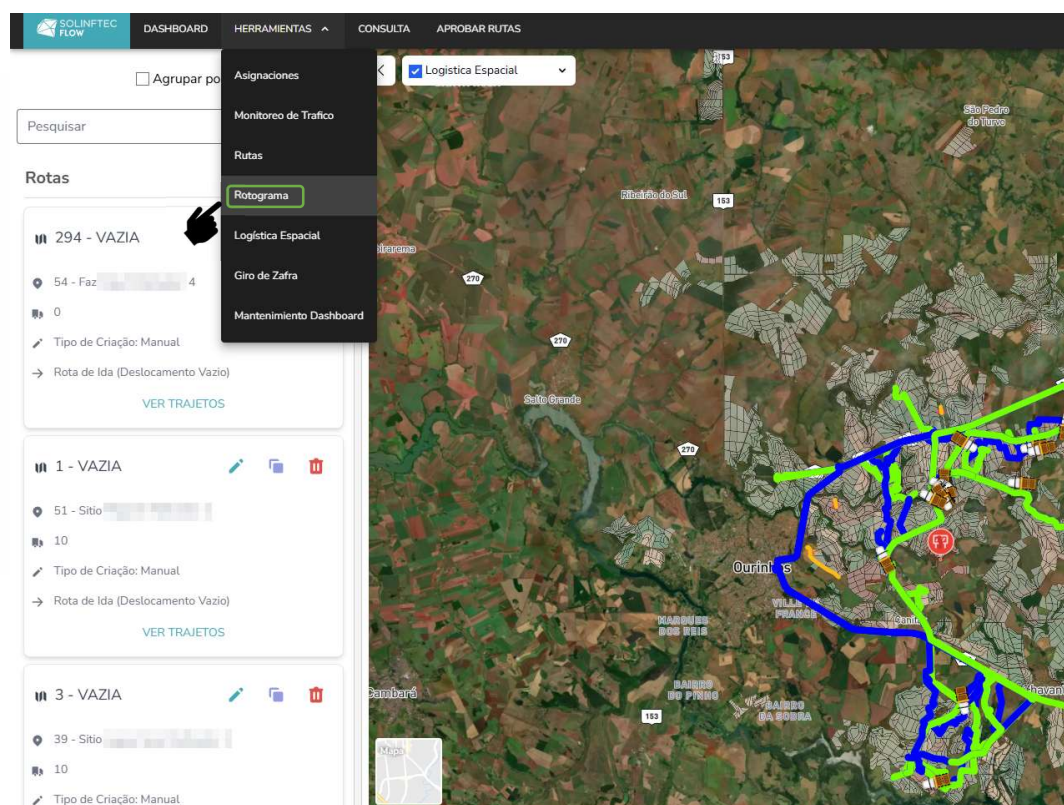 SOLINFTEC
FLOW
DASHBOARD
HERRAMIENTAS
CONSULTA
APROBAR RUTAS
Agrupar po
Pesquisar
Rotas
294 - VAZIA
54 - Faz 4
0
Tipo de Criação: Manual
Rota de Ida (Deslocamento Vazio)
VER TRAJETOS
1 - VAZIA
51 - Sitio
10
Tipo de Criação: Manual
Rota de Ida (Deslocamento Vazio)
VER TRAJETOS
3 - VAZIA
39 - Sitio
10
Tipo de Criação: Manual
Asignaciones
Monitoreo de Trafico
Rutas
Rotograma
Logística Espacial
Giro de Zafra
Mantenimiento Dashboard
Logistica Espacial
153
São Pedro
do Turvo
Ribeirão do Sul
153
270
270
Salto Grande
270
Ourinhos
VILLE DE
FRANCE
MARQUES
DOS REIS
BAIRRO
DO PINHO
BAIRRO
DA SOBRA
Cambará
153
Mapa